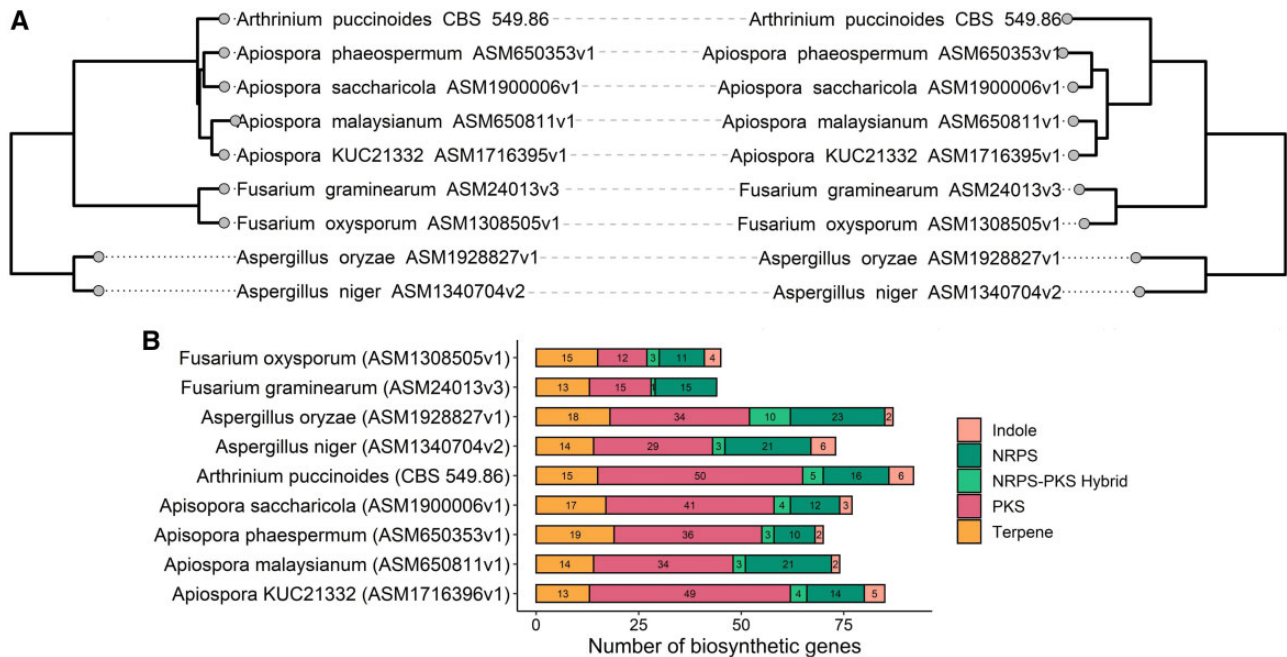 A
Arthrinium puccinoides CBS 549.86 Arthrinium puccinoides CBS 549.86
Apiospora phaeospermum ASM650353v1 Apiospora phaeospermum ASM650353v1
Apiospora saccharicola ASM1900006v1 Apiospora saccharicola ASM1900006v1
Apiospora malaysianum ASM650811v1 Apiospora malaysianum ASM650811v1
Apiospora KUC21332 ASM1716395v1 Apiospora KUC21332 ASM1716395v1
Fusarium graminearum ASM24013v3 Fusarium graminearum ASM24013v3
Fusarium oxysporum ASM1308505v1 Fusarium oxysporum ASM1308505v1
Aspergillus oryzae ASM1928827v1 Aspergillus oryzae ASM1928827v1
Aspergillus niger ASM1340704v2 Aspergillus niger ASM1340704v2
B
Fusarium oxysporum (ASM1308505v1) 15 12 3 11 4
Fusarium graminearum (ASM24013v3) 13 15 1 15
Aspergillus oryzae (ASM1928827v1) 18 34 10 23 2
Aspergillus niger (ASM1340704v2) 14 29 3 21 6
Arthrinium puccinoides (CBS 549.86) 15 50 5 16 6
Apisopora saccharicola (ASM1900006v1) 17 41 4 12 3
Apisopora phaespermum (ASM650353v1) 19 36 3 10 2
Apiospora malaysianum (ASM650811v1) 14 34 3 21 2
Apiospora KUC21332 (ASM1716396v1) 13 49 4 14 5
0 25 50 75
Number of biosynthetic genes
Indole
NRPS
NRPS-PKS Hybrid
PKS
Terpene